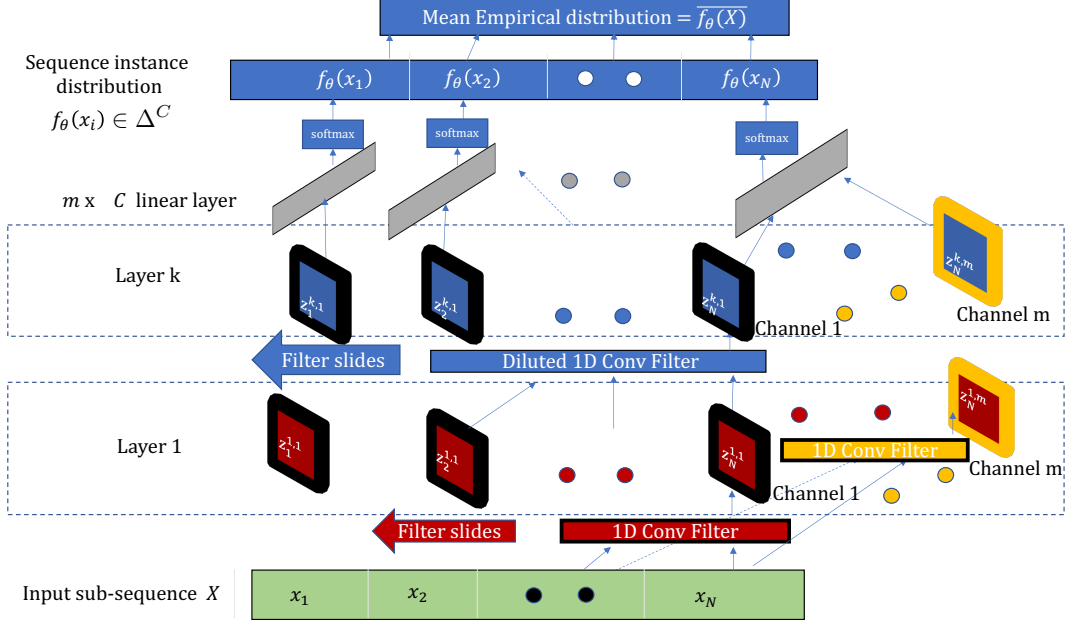 Mean Empirical distribution = $\overline{f_\theta(X)}$
Sequence instance
distribution
$f_\theta(x_i) \in \Delta^C$
$f_\theta(x_1)$
$f_\theta(x_2)$
$f_\theta(x_N)$
softmax
softmax
softmax
$m$ x $C$ linear layer
Layer k
$z_1^{k,1}$
$z_2^{k,1}$
$z_N^{k,1}$
$z_N^{k,m}$
Channel 1
Channel m
Filter slides
Diluted 1D Conv Filter
Layer 1
$z_1^{1,1}$
$z_2^{1,1}$
$z_N^{1,1}$
$z_N^{1,m}$
1D Conv Filter
Channel m
Channel 1
Filter slides
1D Conv Filter
Input sub-sequence $X$
$x_1$
$x_2$
$x_N$